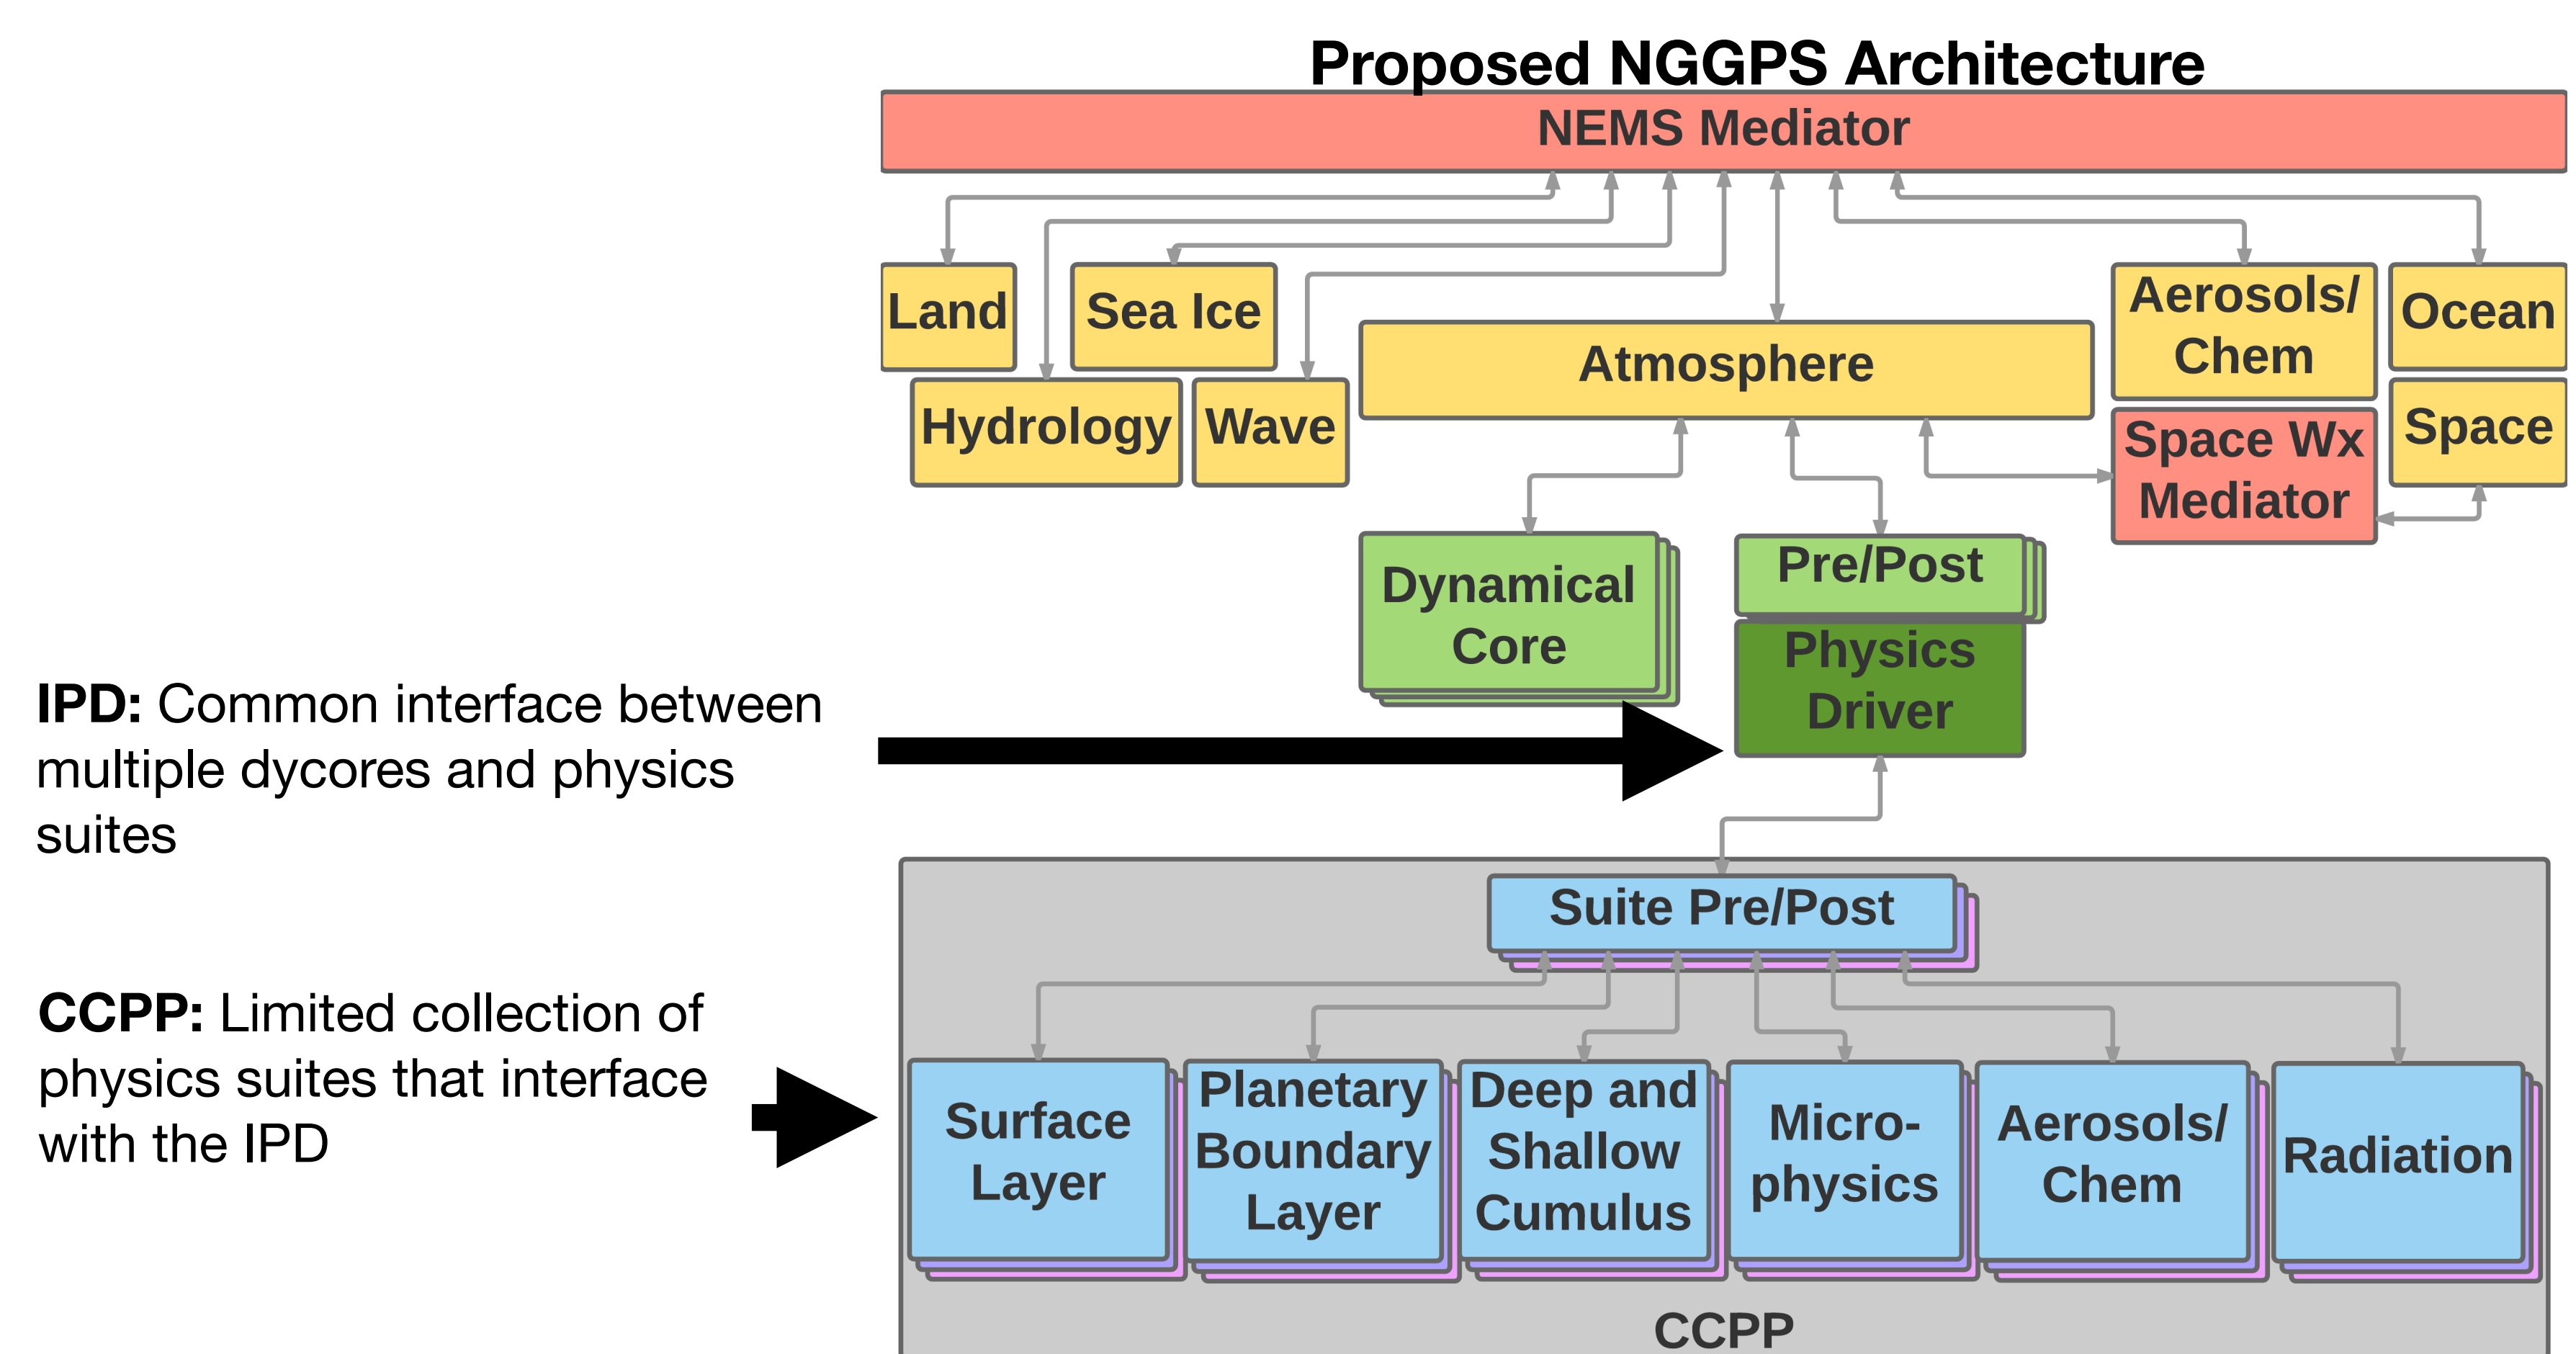 Proposed NGGPS Architecture
NEMS Mediator
Land
Sea Ice
Hydrology
Wave
Atmosphere
Aerosols/
Chem
Ocean
Space Wx
Mediator
Space
Dynamical
Core
Pre/Post
Physics
Driver
IPD: Common interface between
multiple dycores and physics
suites
CCPP: Limited collection of
physics suites that interface
with the IPD
Suite Pre/Post
Surface
Layer
Planetary
Boundary
Layer
Deep and
Shallow
Cumulus
Micro-
physics
Aerosols/
Chem
Radiation
CCPP